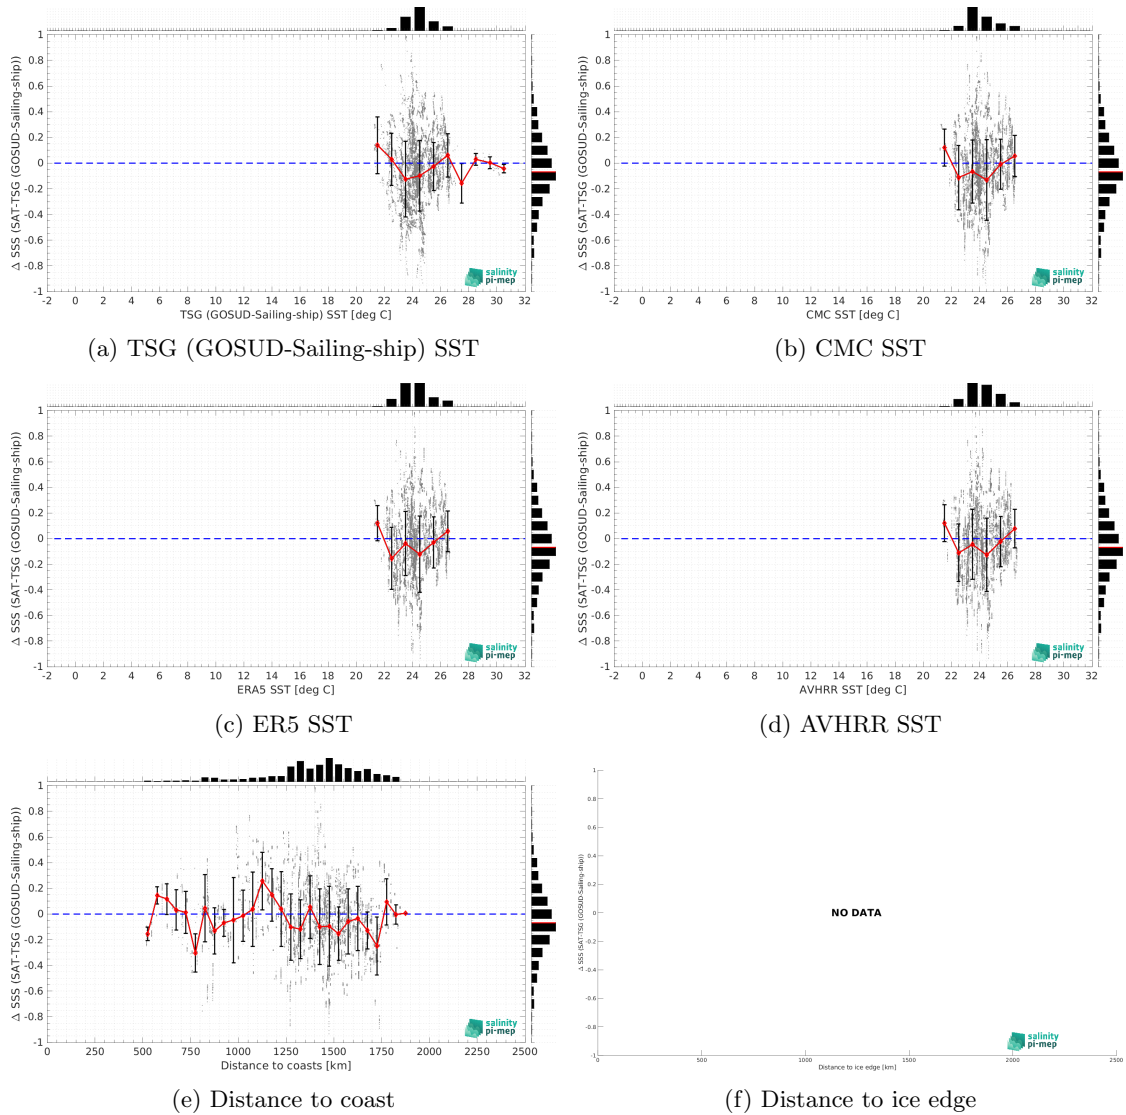 1
0.8
0.6
0.4
0.2
0
-0.2
-0.4
-0.6
-0.8
-1
Δ SSS (SAT-TSG (GOSUD-Sailing-ship))
-2 0 2 4 6 8 10 12 14 16 18 20 22 24 26 28 30 32
TSG (GOSUD-Sailing-ship) SST [deg C]
salinity
pi-mep
(a) TSG (GOSUD-Sailing-ship) SST
1
0.8
0.6
0.4
0.2
0
-0.2
-0.4
-0.6
-0.8
-1
Δ SSS (SAT-TSG (GOSUD-Sailing-ship))
-2 0 2 4 6 8 10 12 14 16 18 20 22 24 26 28 30 32
CMC SST [deg C]
salinity
pi-mep
(b) CMC SST
1
0.8
0.6
0.4
0.2
0
-0.2
-0.4
-0.6
-0.8
-1
Δ SSS (SAT-TSG (GOSUD-Sailing-ship))
-2 0 2 4 6 8 10 12 14 16 18 20 22 24 26 28 30 32
ERA5 SST [deg C]
salinity
pi-mep
(c) ER5 SST
1
0.8
0.6
0.4
0.2
0
-0.2
-0.4
-0.6
-0.8
-1
Δ SSS (SAT-TSG (GOSUD-Sailing-ship))
-2 0 2 4 6 8 10 12 14 16 18 20 22 24 26 28 30 32
AVHRR SST [deg C]
salinity
pi-mep
(d) AVHRR SST
1
0.8
0.6
0.4
0.2
0
-0.2
-0.4
-0.6
-0.8
-1
Δ SSS (SAT-TSG (GOSUD-Sailing-ship))
0 250 500 750 1000 1250 1500 1750 2000 2250 2500
Distance to coasts [km]
salinity
pi-mep
(e) Distance to coast
1
0.8
0.6
0.4
0.2
0
-0.2
-0.4
-0.6
-0.8
-1
Δ SSS (SAT-TSG (GOSUD-Sailing-ship))
NO DATA
0 500 1000 1500 2000 2500
Distance to ice edge [km]
salinity
pi-mep
(f) Distance to ice edge